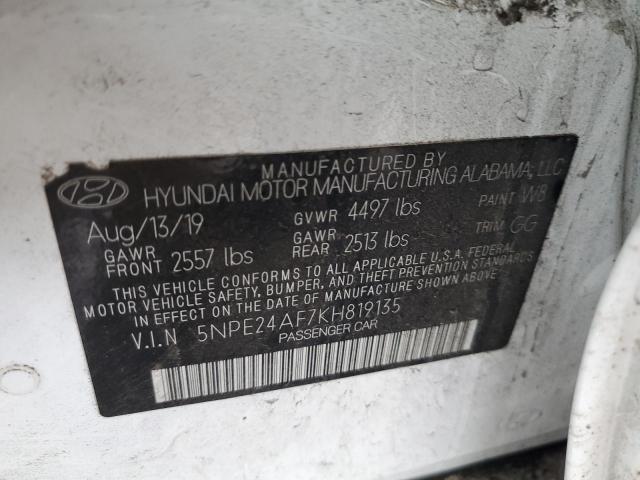 MANUFACTURED BY
HYUNDAI MOTOR MANUFACTURING ALABAMA, LLC
Aug/13/19 GVWR 4497 lbs PAINT W8
GAWR FRONT 2557 lbs GAWR REAR 2513 lbs TRIM GG
THIS VEHICLE CONFORMS TO ALL APPLICABLE U.S.A. FEDERAL
MOTOR VEHICLE SAFETY, BUMPER, AND THEFT PREVENTION STANDARDS
IN EFFECT ON THE DATE OF MANUFACTURE SHOWN ABOVE.
V.I.N 5NPE24AF7KH819135
PASSENGER CAR